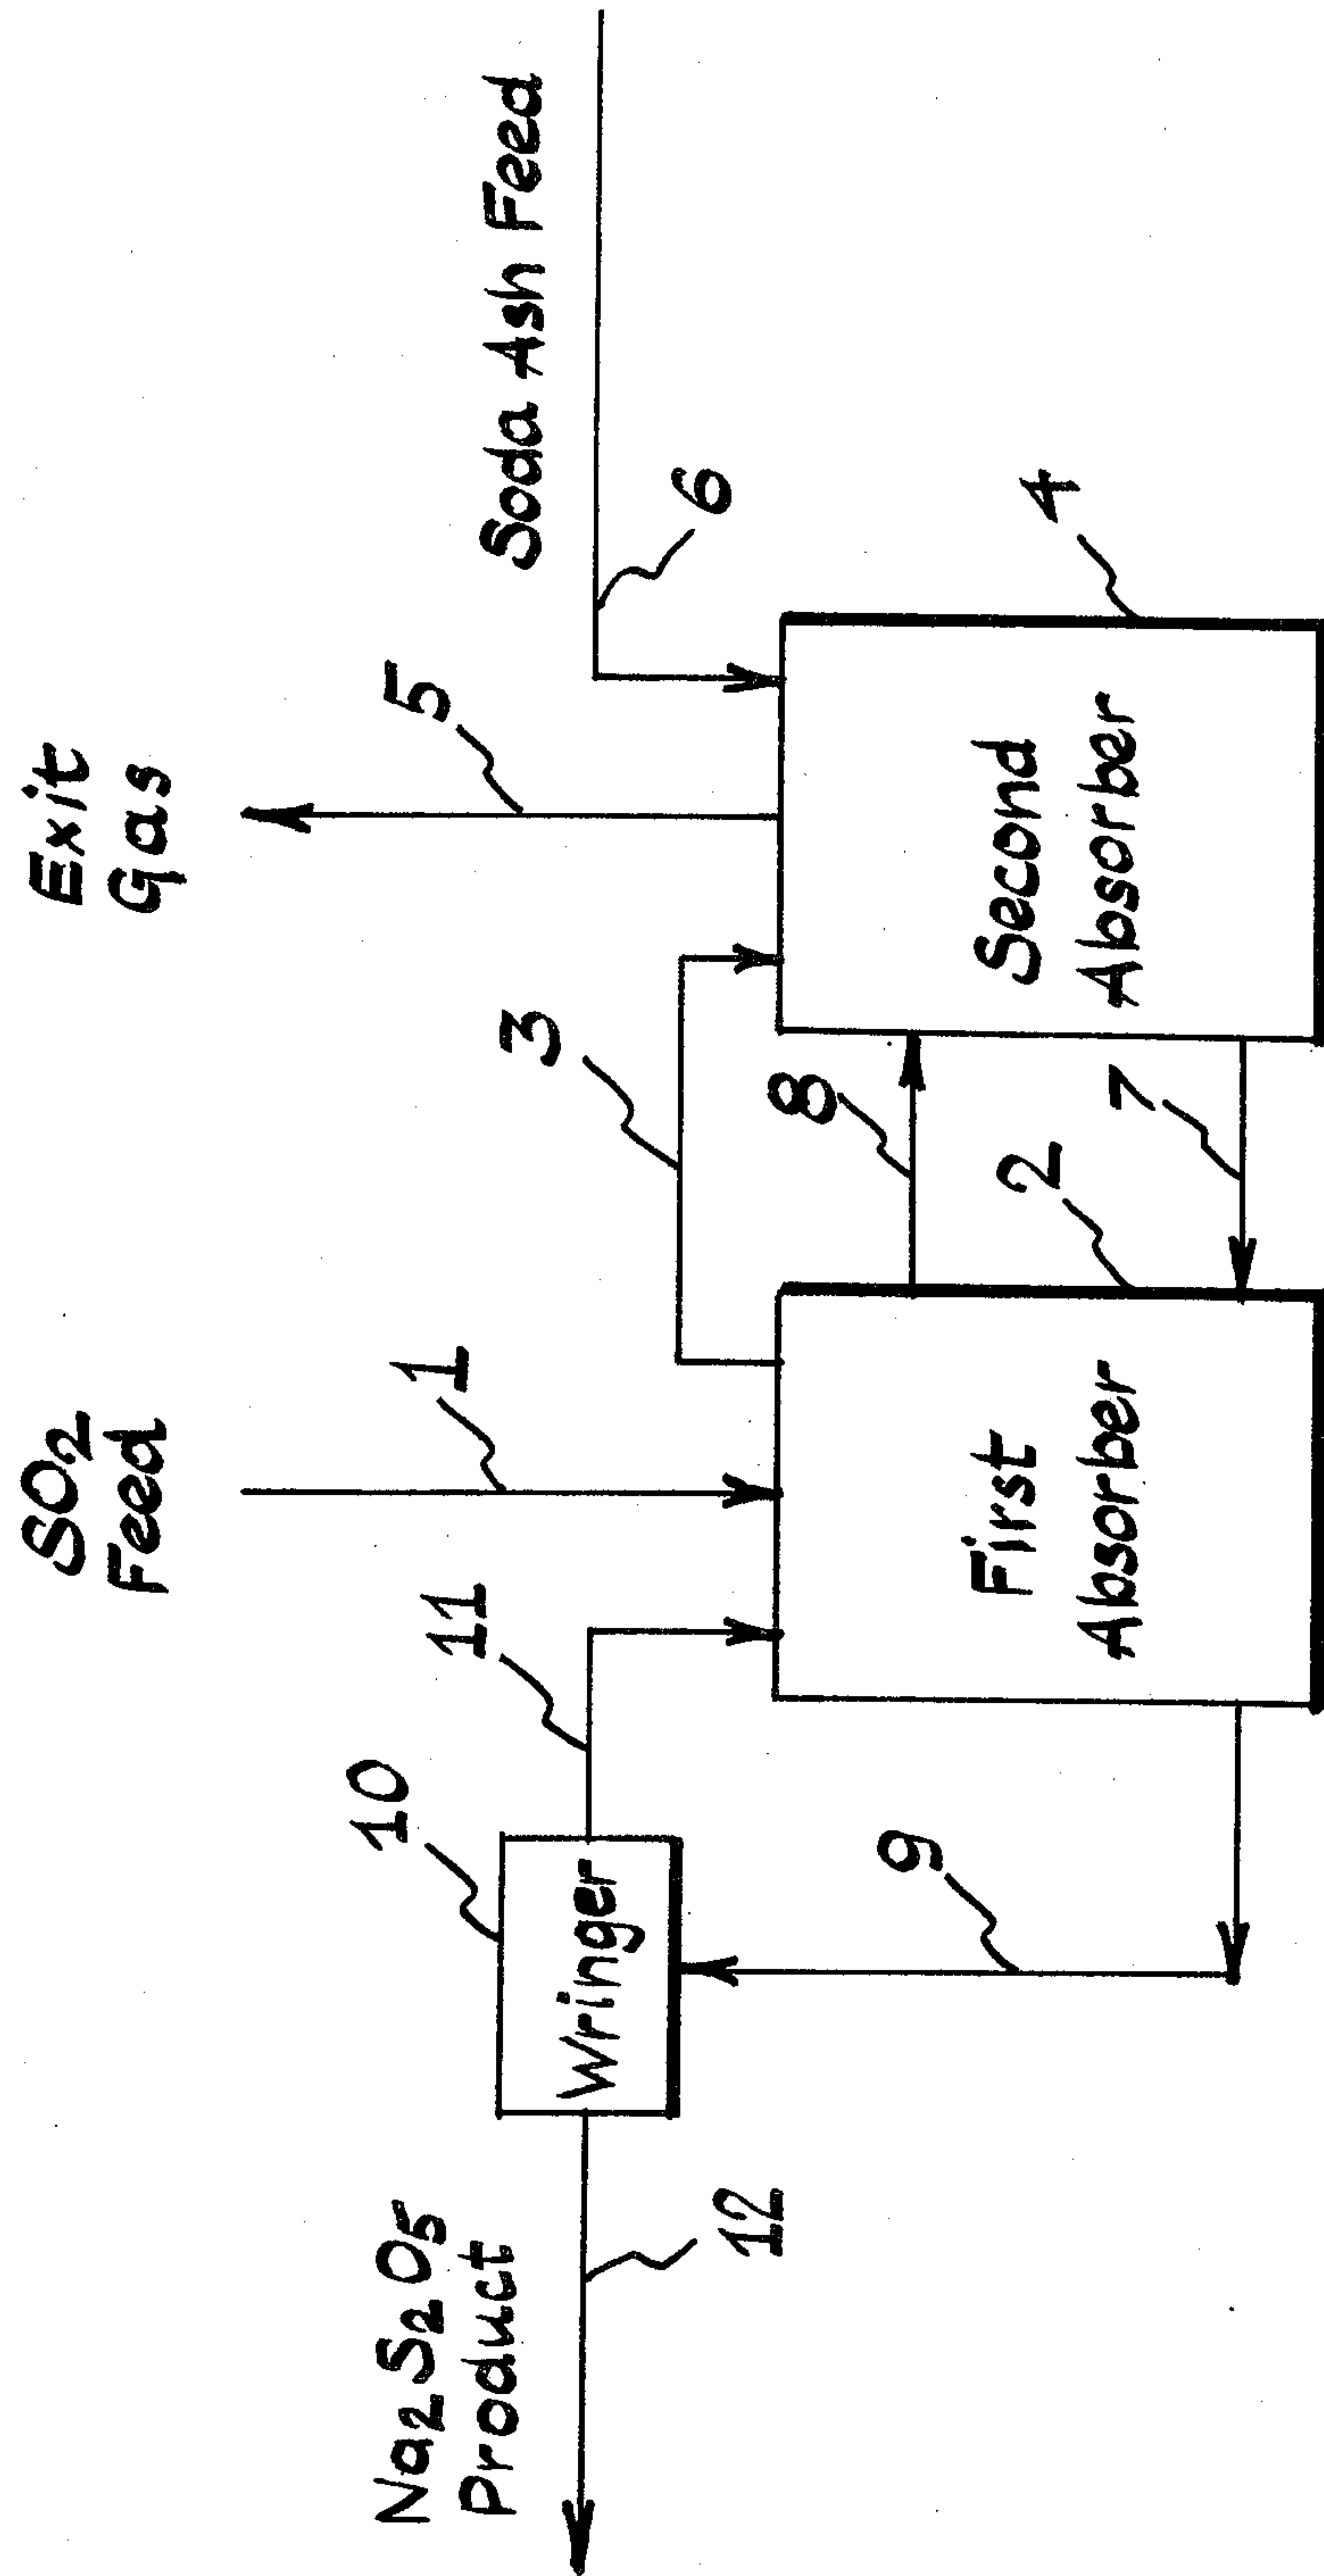 Exit
Gas
SO₂
Feed
Soda Ash Feed
Na₂S₂O₅
Product
5
6
3
1
11
10
Wringer
12
9
8
7
2
4
First
Absorber
Second
Absorber